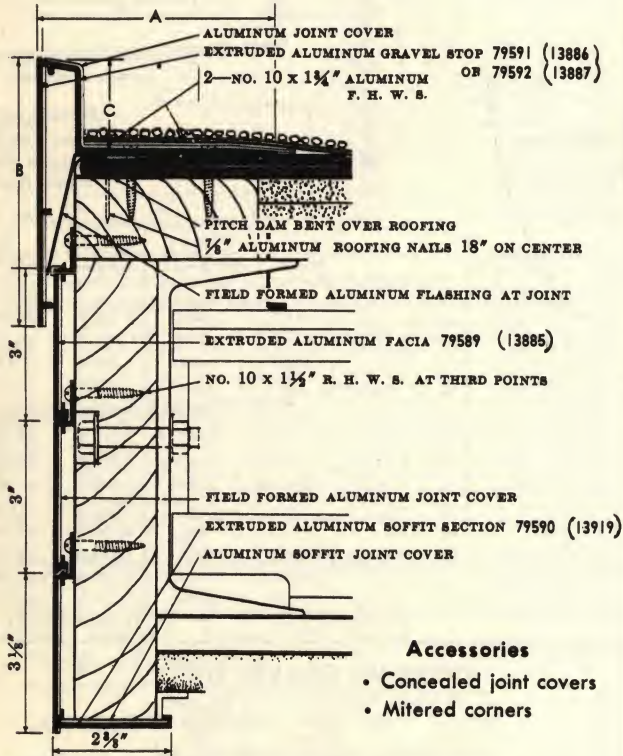 A
ALUMINUM JOINT COVER
EXTRUDED ALUMINUM GRAVEL STOP 79591 (13886
OR 79592 (13887)
2—NO. 10 x 1¾" ALUMINUM
F. H. W. S.
C
B
PITCH DAM BENT OVER ROOFING
⅞" ALUMINUM ROOFING NAILS 18" ON CENTER
FIELD FORMED ALUMINUM FLASHING AT JOINT
3"
EXTRUDED ALUMINUM FACIA 79589 (13885)
NO. 10 x 1½" R. H. W. S. AT THIRD POINTS
3"
FIELD FORMED ALUMINUM JOINT COVER
EXTRUDED ALUMINUM SOFFIT SECTION 79590 (13919)
ALUMINUM SOFFIT JOINT COVER
3⅛"
2⅜"
Accessories
• Concealed joint covers
• Mitered corners